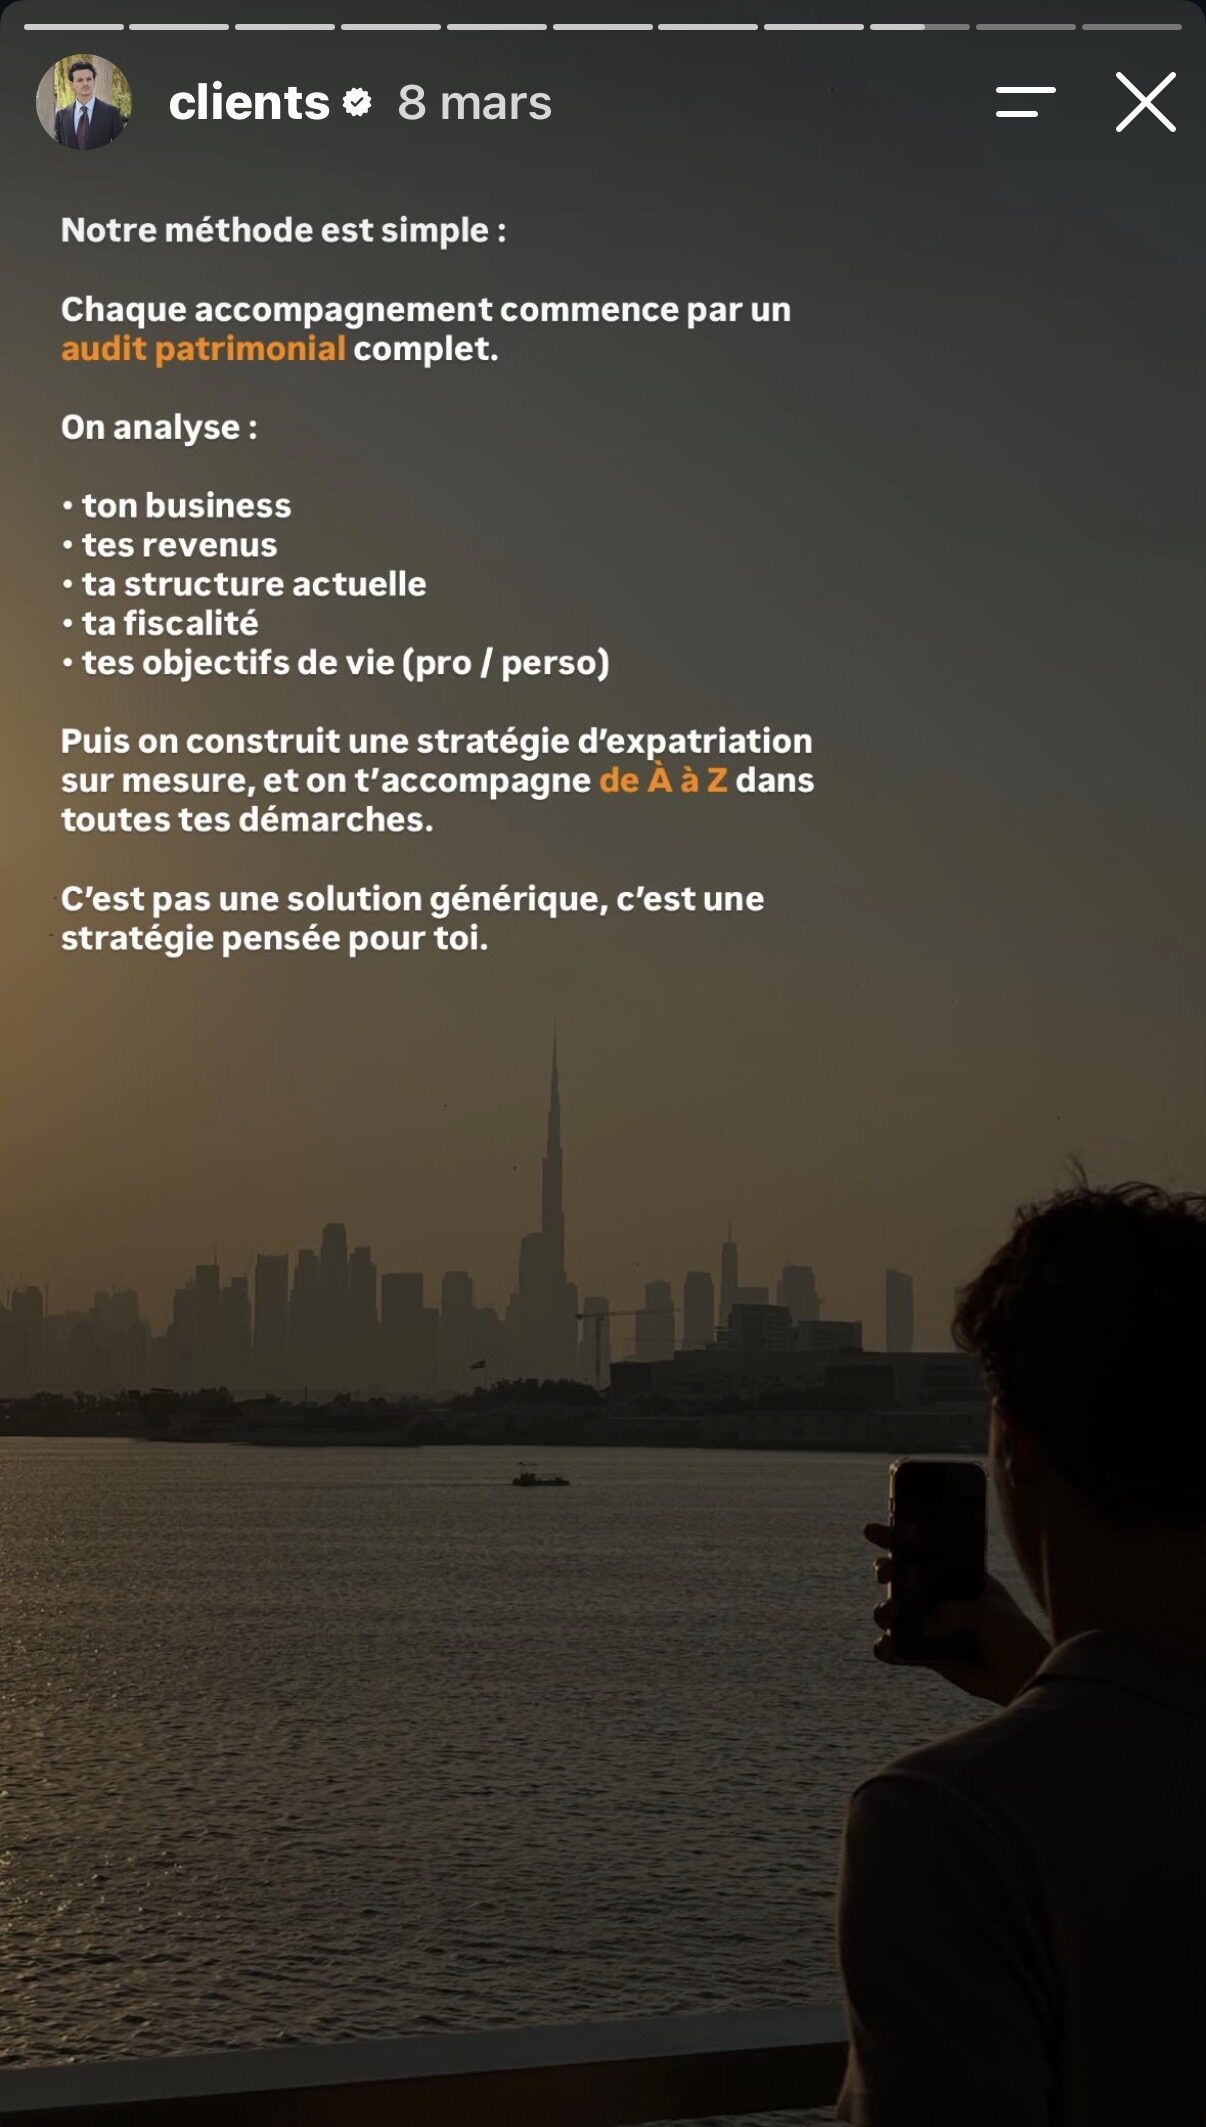 clients 8 mars
Notre méthode est simple :
Chaque accompagnement commence par un
audit patrimonial complet.
On analyse :
• ton business
• tes revenus
• ta structure actuelle
• ta fiscalité
• tes objectifs de vie (pro / perso)
Puis on construit une stratégie d’expatriation
sur mesure, et on t’accompagne de À à Z dans
toutes tes démarches.
C’est pas une solution générique, c’est une
stratégie pensée pour toi.